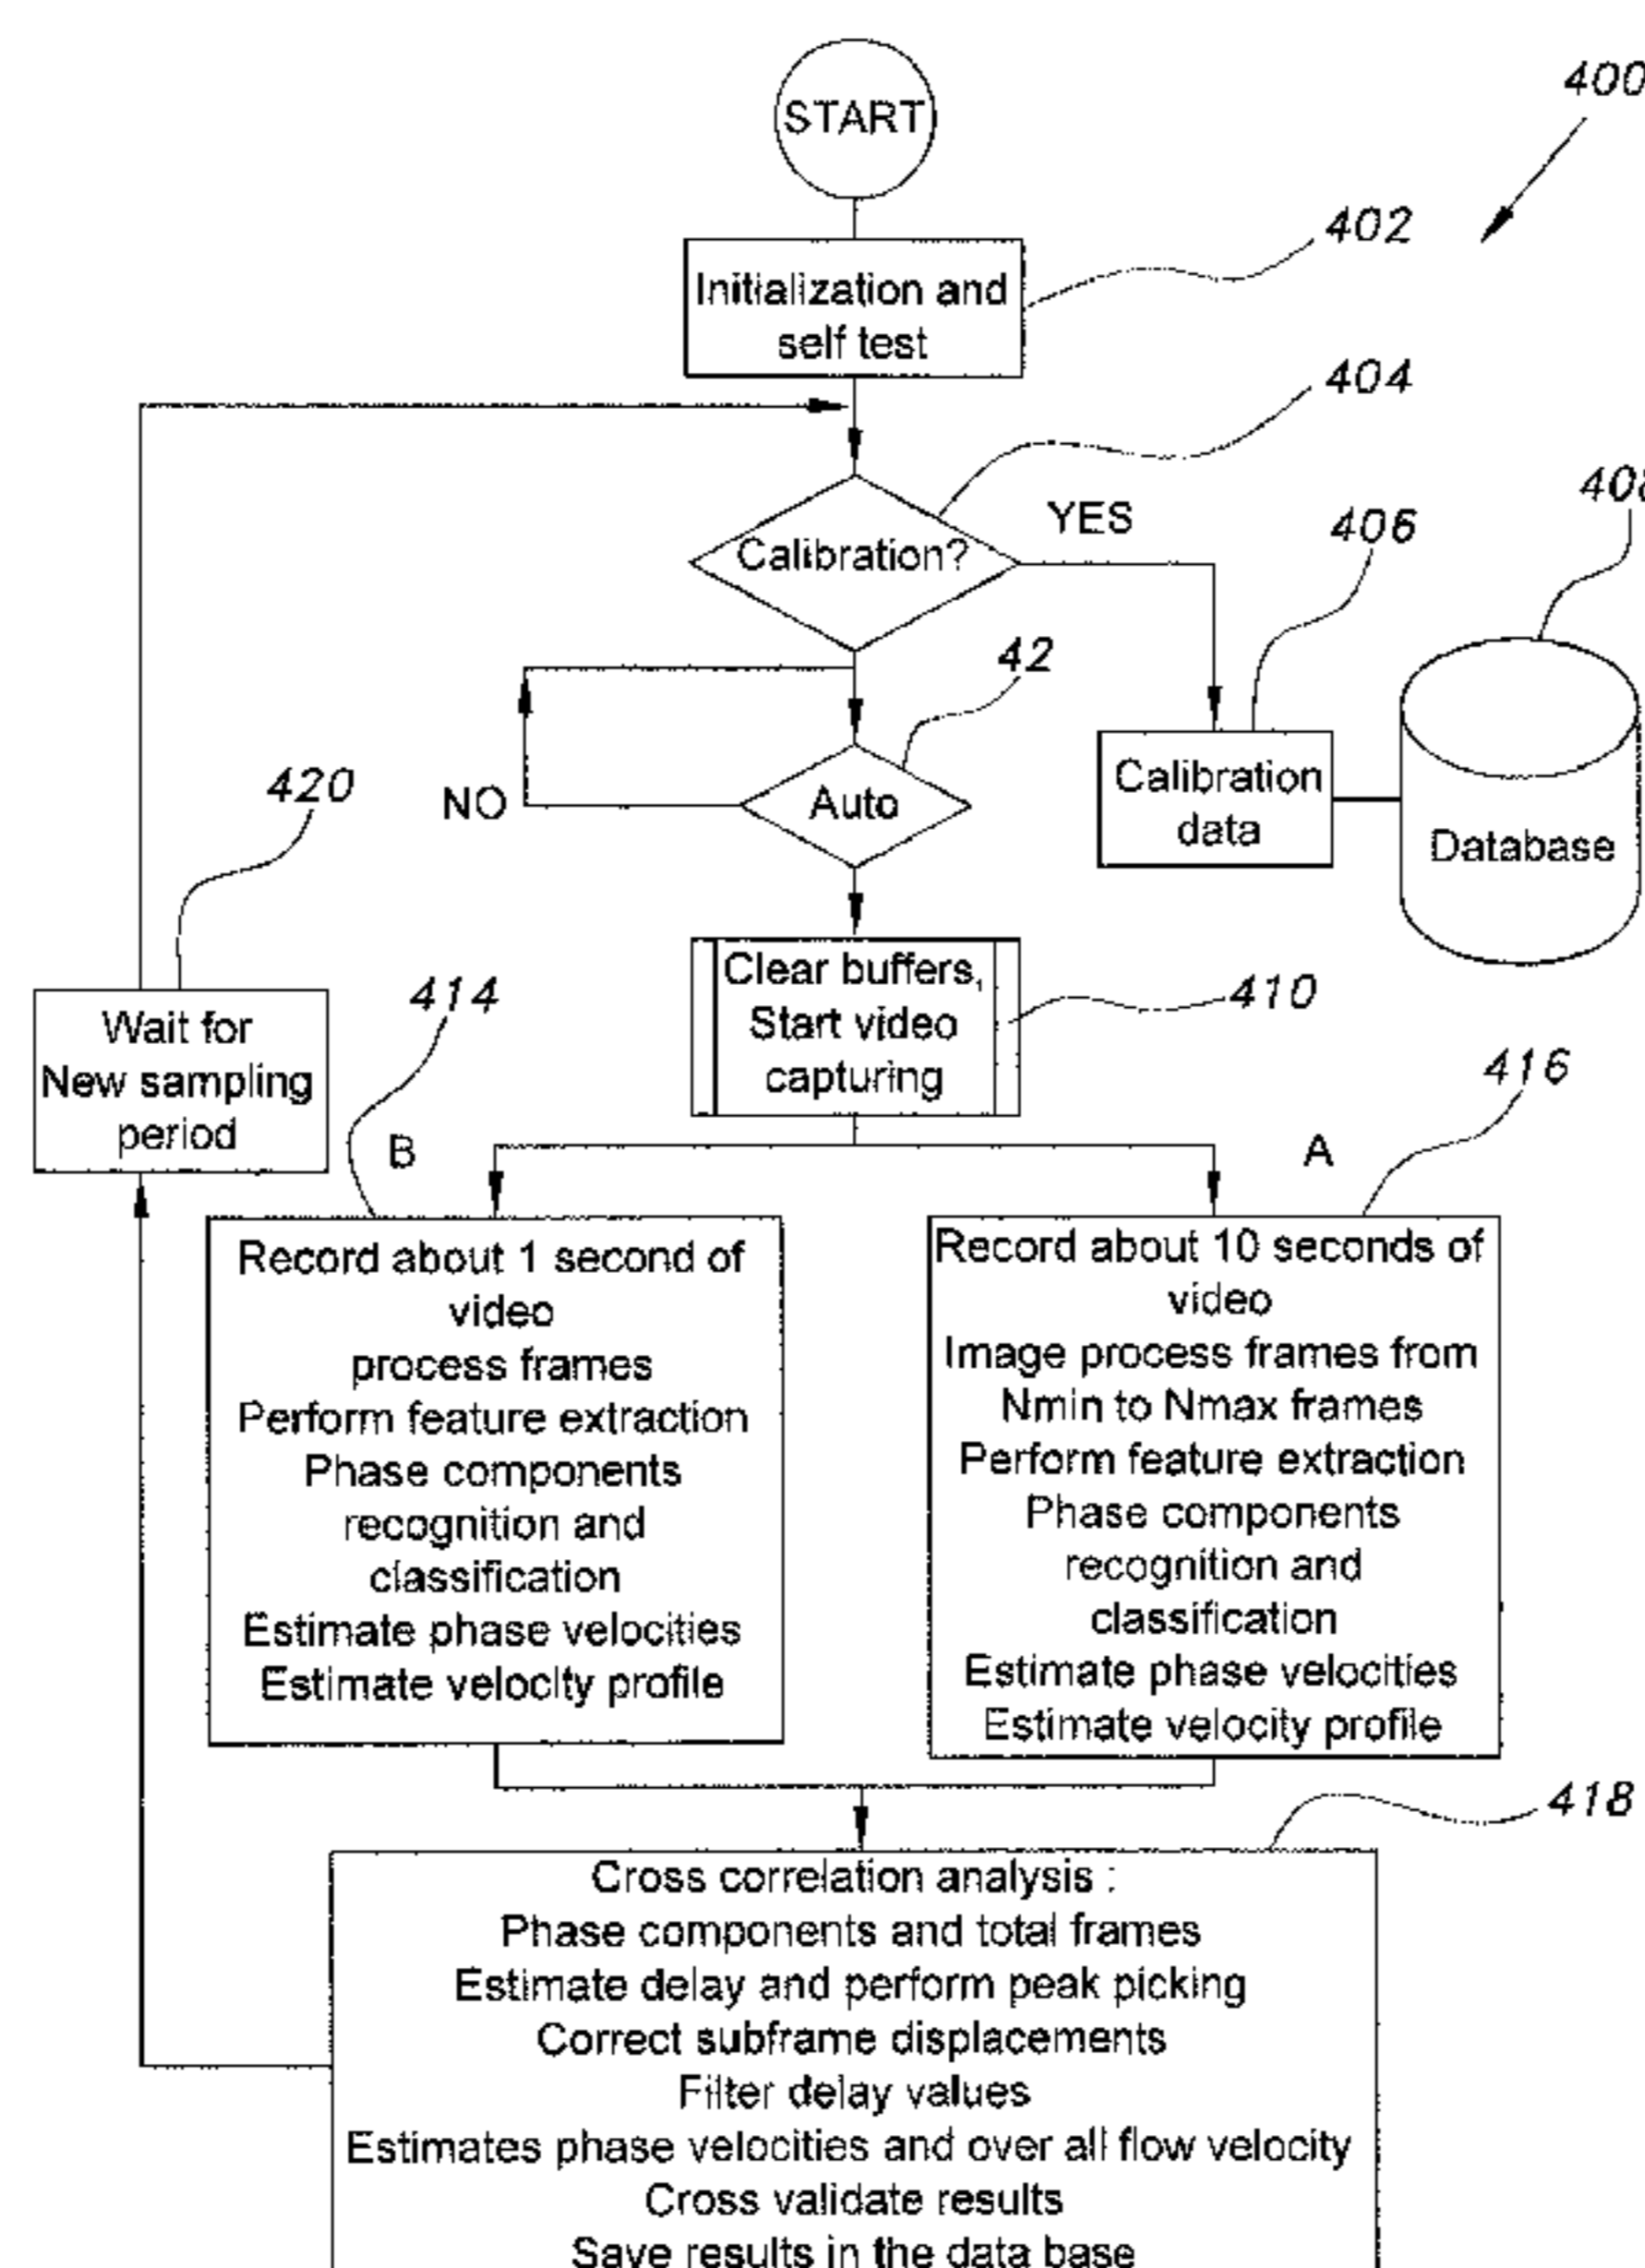 START
400
402
Initialization and
self test
404
Calibration?
YES
406
408
42
Auto
NO
Calibration
data
Database
420
Wait for
New sampling
period
Clear buffers,
Start video
capturing
410
414
B
416
A
Record about 1 second of
video
process frames
Perform feature extraction
Phase components
recognition and
classification
Estimate phase velocities
Estimate velocity profile
Record about 10 seconds of
video
Image process frames from
Nmin to Nmax frames
Perform feature extraction
Phase components
recognition and
classification
Estimate phase velocities
Estimate velocity profile
418
Cross correlation analysis :
Phase components and total frames
Estimate delay and perform peak picking
Correct subframe displacements
Filter delay values
Estimates phase velocities and over all flow velocity
Cross validate results
Save results in the data base